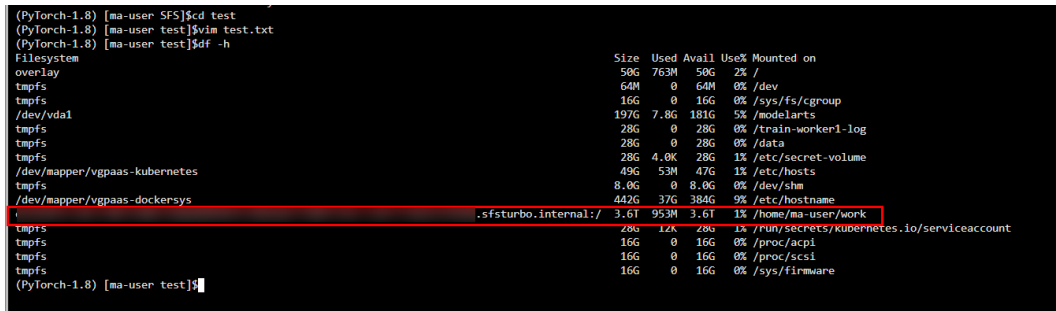 (PyTorch-1.8) [ma-user SFS]$cd test
(PyTorch-1.8) [ma-user test]$vim test.txt
(PyTorch-1.8) [ma-user test]$df -h
Filesystem Size Used Avail Use% Mounted on
overlay 50G 763M 50G 2% /
tmpfs 64M 0 64M 0% /dev
tmpfs 16G 0 16G 0% /sys/fs/cgroup
/dev/vda1 197G 7.8G 181G 5% /modelarts
tmpfs 28G 0 28G 0% /train-worker1-log
tmpfs 28G 0 28G 0% /data
tmpfs 28G 4.0K 28G 1% /etc/secret-volume
/dev/mapper/vgpaas-kubernetes 49G 53M 47G 1% /etc/hosts
tmpfs 8.0G 0 8.0G 0% /dev/shm
/dev/mapper/vgpaas-dockersys 442G 37G 384G 9% /etc/hostname
.sfsturbo.internal:/ 3.6T 953M 3.6T 1% /home/ma-user/work
tmpfs 28G 12K 28G 1% /run/secrets/kubernetes.io/serviceaccount
tmpfs 16G 0 16G 0% /proc/acpi
tmpfs 16G 0 16G 0% /proc/scsi
tmpfs 16G 0 16G 0% /sys/firmware
(PyTorch-1.8) [ma-user test]$